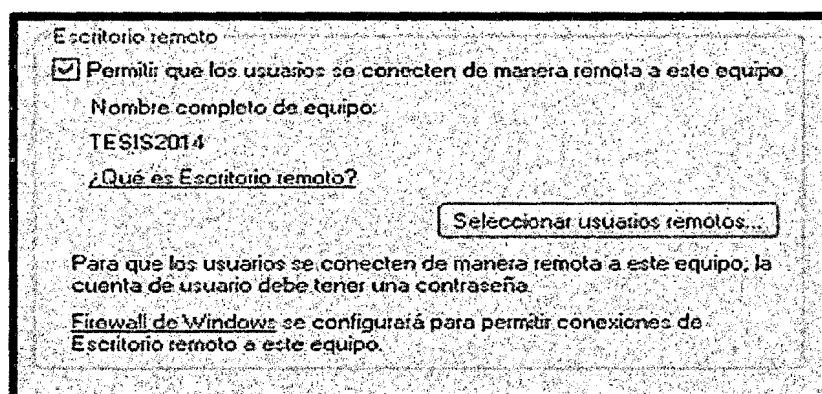 Escritorio remoto
Permitir que los usuarios se conecten de manera remota a este equipo
Nombre completo de equipo:
TESIS2014
¿Qué es Escritorio remoto?
Seleccionar usuarios remotos...
Para que los usuarios se conecten de manera remota a este equipo, la
cuenta de usuario debe tener una contraseña.
Firewall de Windows se configurará para permitir conexiones de
Escritorio remoto a este equipo.